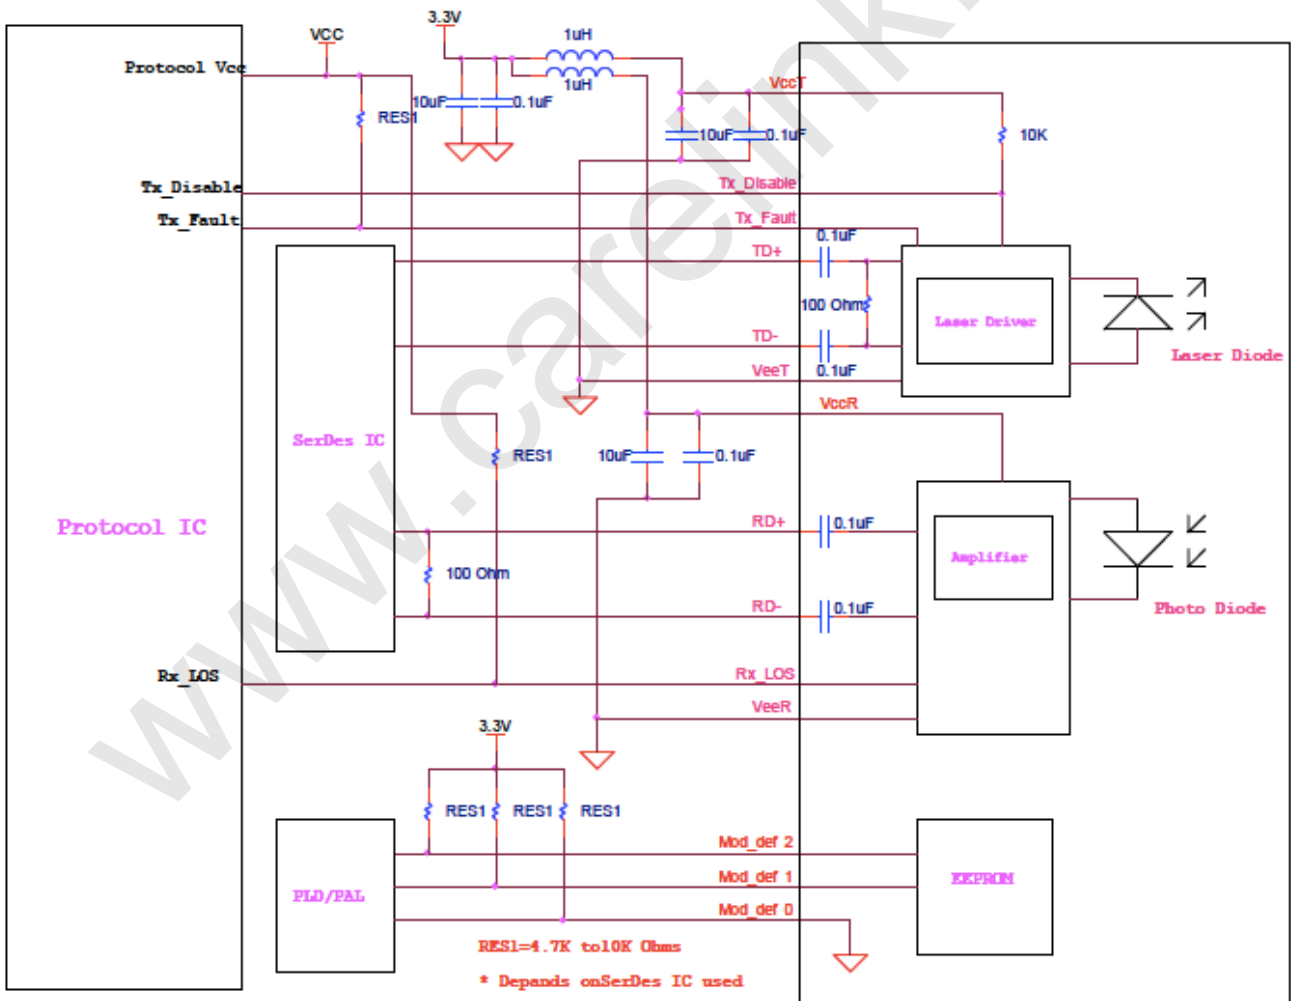 3.3V
VCC
1uH
Protocol Vcc
VccT
1uH
10uF
0.1uF
RES1
10uF
0.1uF
10K
Tx_Disable
Tx_Disable
Tx_Fault
Tx_Fault
0.1uF
TD+
100 Ohm
Laser Driver
TD-
Laser Diode
VeeT
0.1uF
VccR
SerDes IC
RES1
10uF
0.1uF
Protocol IC
RD+
0.1uF
Amplifier
100 Ohm
RD-
0.1uF
Photo Diode
Rx_LOS
Rx_LOS
VeeR
3.3V
RES1
RES1
RES1
Mod_def 2
Mod_def 1
EEPROM
PLD/PAL
Mod_def 0
RES1=4.7K to10K Ohms
* Depands onSerDes IC used
www.carelink